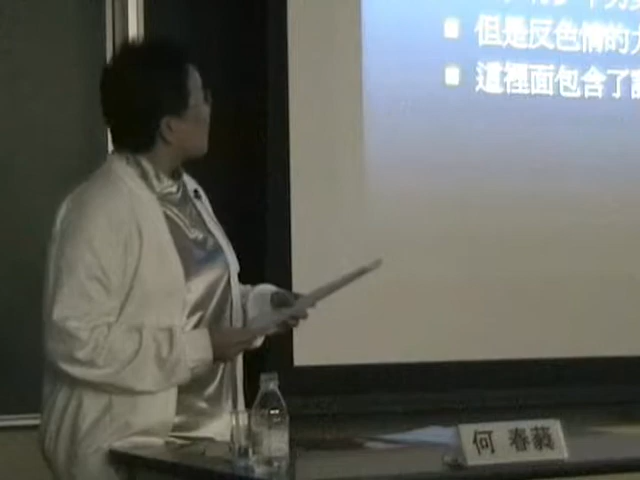 但是反色情的
這裡面包含了
何 春蕤